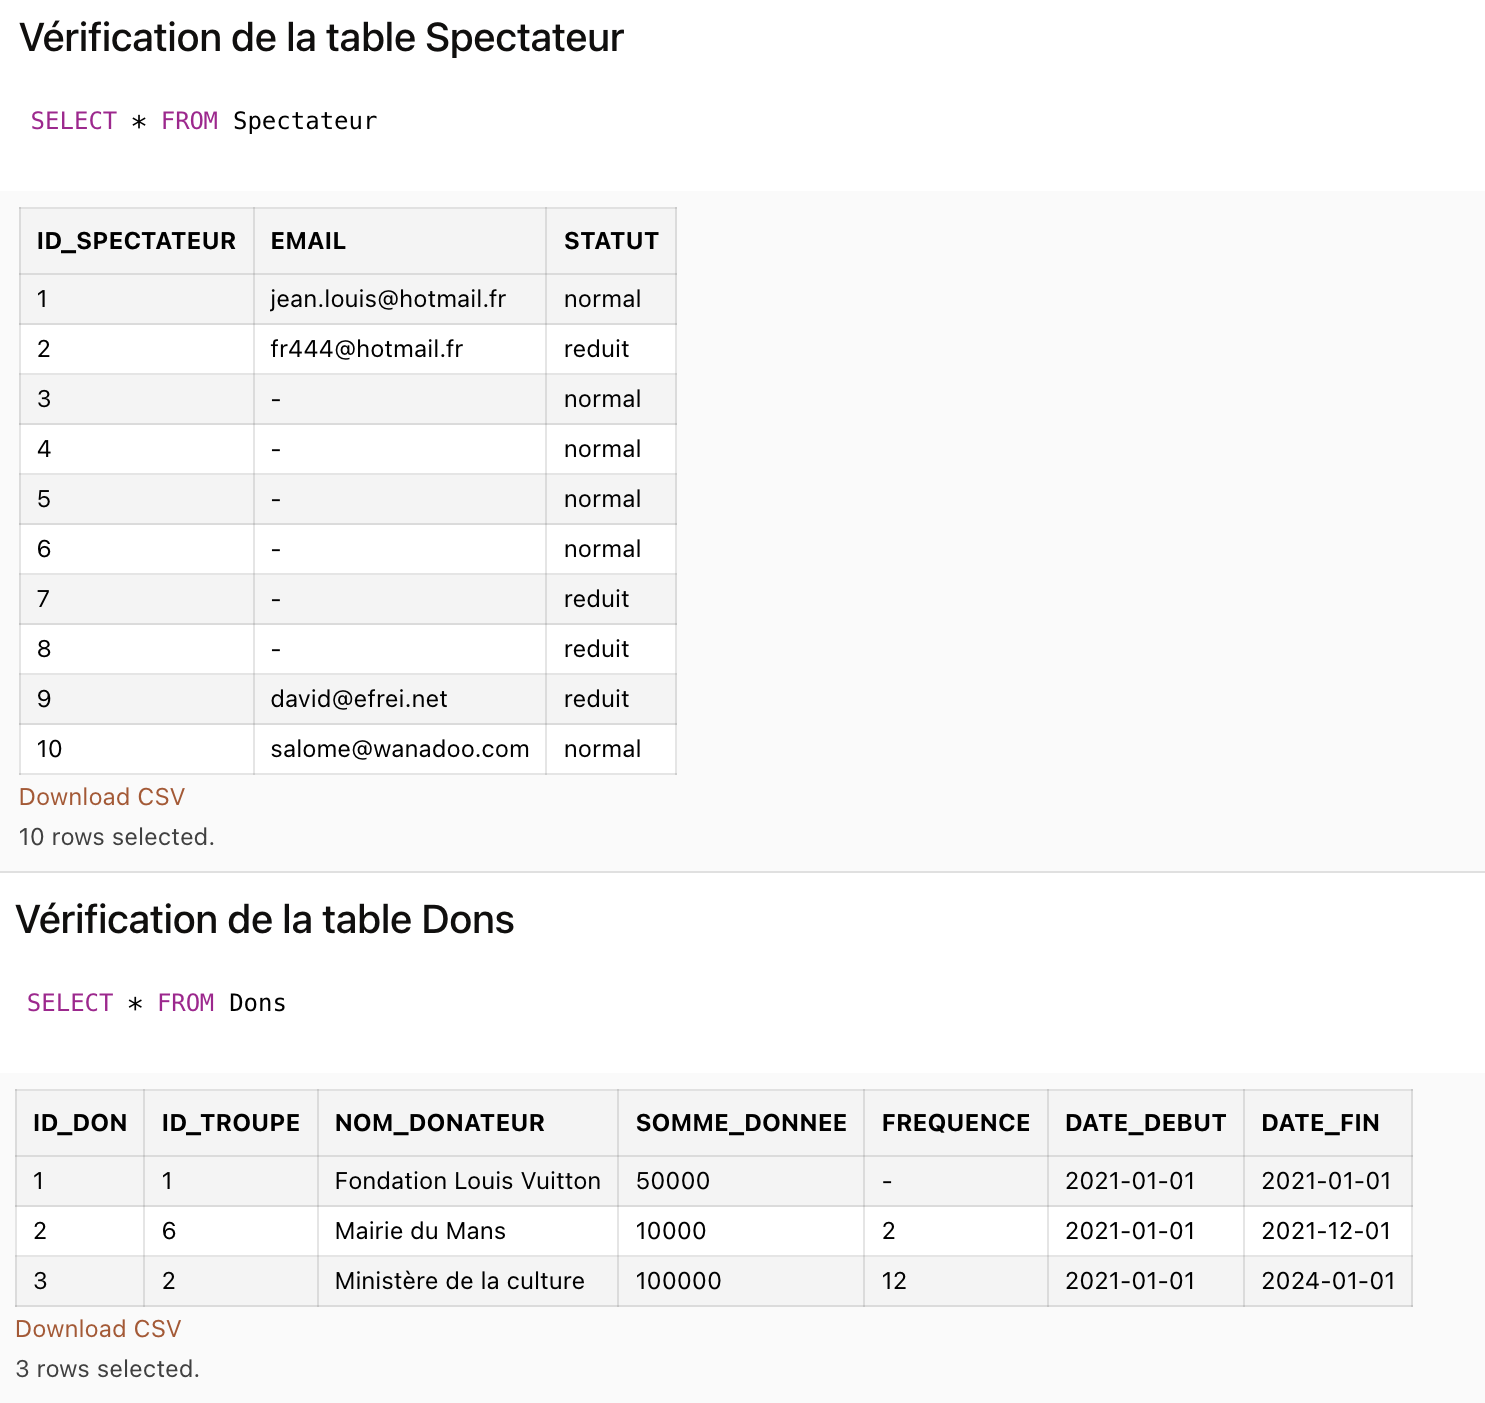 Vérification de la table Spectateur
SELECT * FROM Spectateur
ID_SPECTATEUR EMAIL STATUT
1 jean.louis@hotmail.fr normal
2 fr444@hotmail.fr reduit
3 - normal
4 - normal
5 - normal
6 - normal
7 - reduit
8 - reduit
9 david@efrei.net reduit
10 salome@wanadoo.com normal
Download CSV
10 rows selected.
Vérification de la table Dons
SELECT * FROM Dons
ID_DON ID_TROUPE NOM_DONATEUR SOMME_DONNEE FREQUENCE DATE_DEBUT DATE_FIN
1 1 Fondation Louis Vuitton 50000 - 2021-01-01 2021-01-01
2 6 Mairie du Mans 10000 2 2021-01-01 2021-12-01
3 2 Ministère de la culture 100000 12 2021-01-01 2024-01-01
Download CSV
3 rows selected.